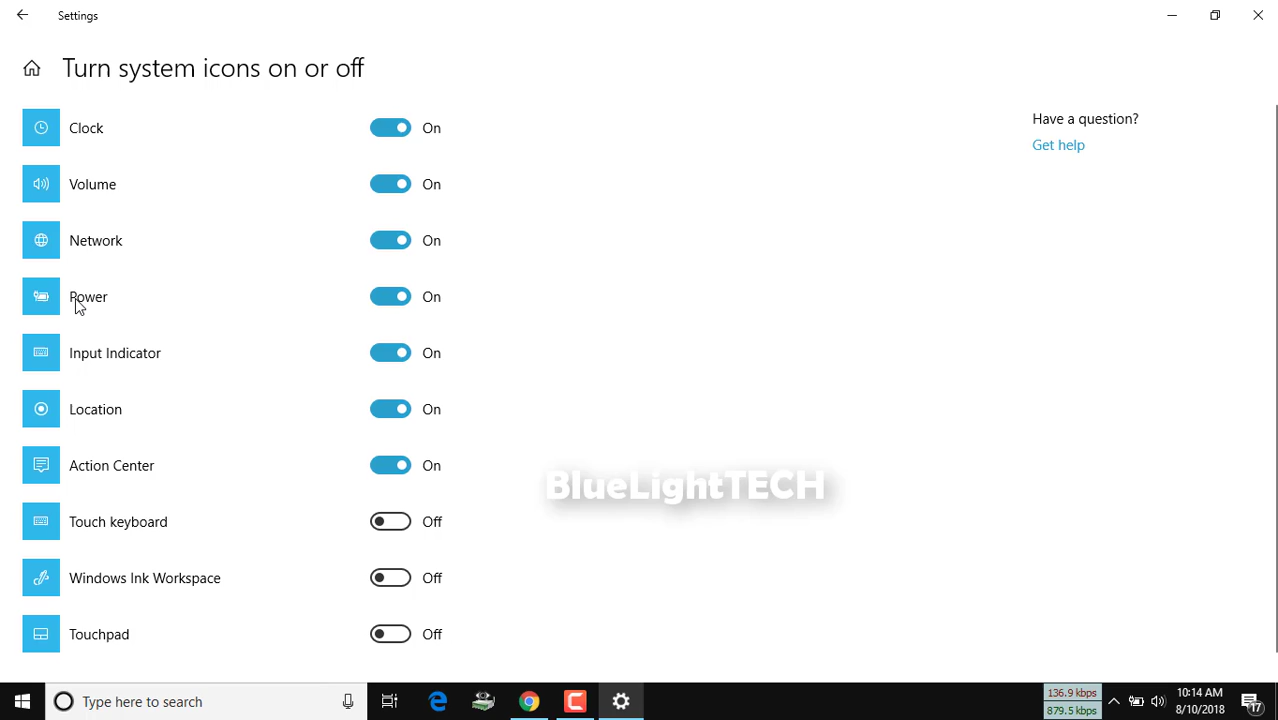 Settings
Turn system icons on or off
Clock On
Have a question?
Get help
Volume On
Network On
Power On
Input Indicator On
Location On
Action Center On
BlueLightTECH
Touch keyboard Off
Windows Ink Workspace Off
Touchpad Off
Type here to search
136.9 kbps
879.5 kbps
10:14 AM
8/10/2018
17